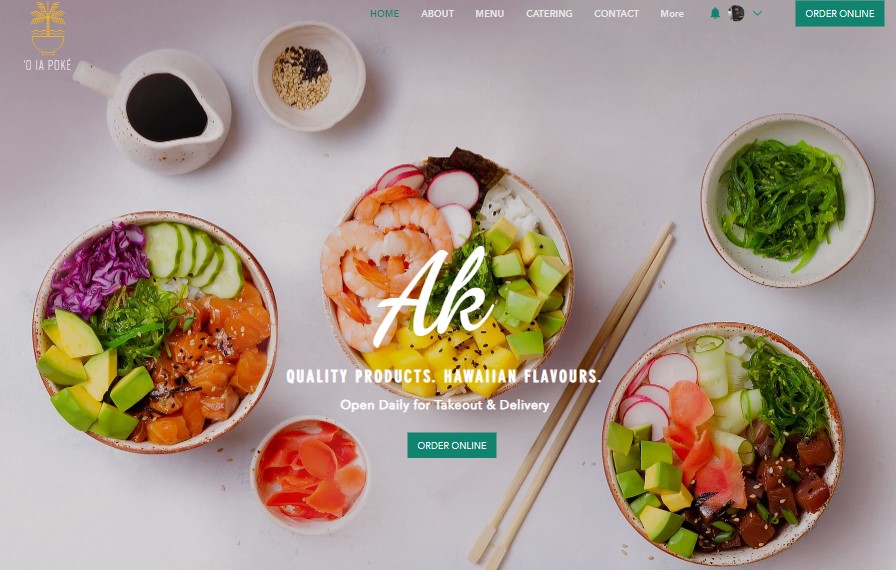 'O IA POKÉ
HOME ABOUT MENU CATERING CONTACT More ORDER ONLINE
Ak
QUALITY PRODUCTS. HAWAIIAN FLAVOURS.
Open Daily for Takeout & Delivery
ORDER ONLINE